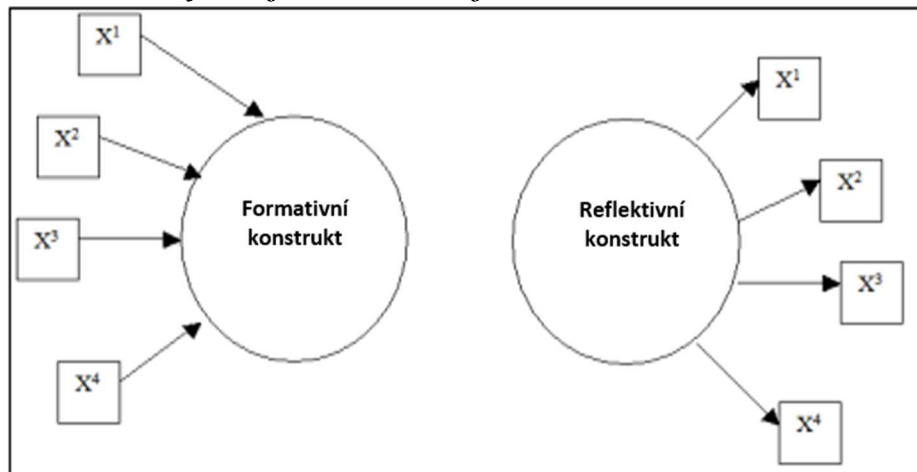 X¹
X²
X³
X⁴
Formativní
konstrukt
Reflektivní
konstrukt
X¹
X²
X³
X⁴